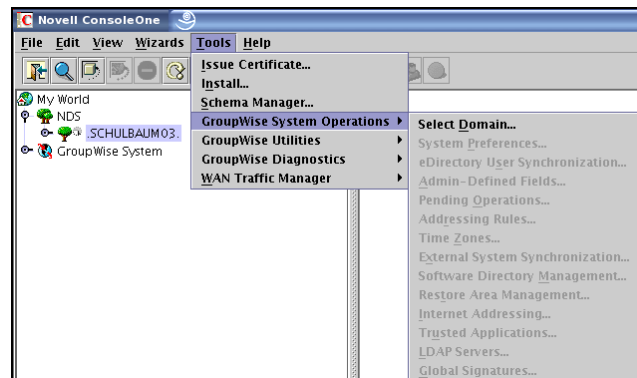 Novell ConsoleOne
File Edit View Wizards Tools Help
My World
NDS
.SCHULBAUM03.
GroupWise System
Issue Certificate...
Install...
Schema Manager...
GroupWise System Operations
GroupWise Utilities
GroupWise Diagnostics
WAN Traffic Manager
Select Domain...
System Preferences...
eDirectory User Synchronization...
Admin-Defined Fields...
Pending Operations...
Addressing Rules...
Time Zones...
External System Synchronization...
Software Directory Management...
Restore Area Management...
Internet Addressing...
Trusted Applications...
LDAP Servers...
Global Signatures...